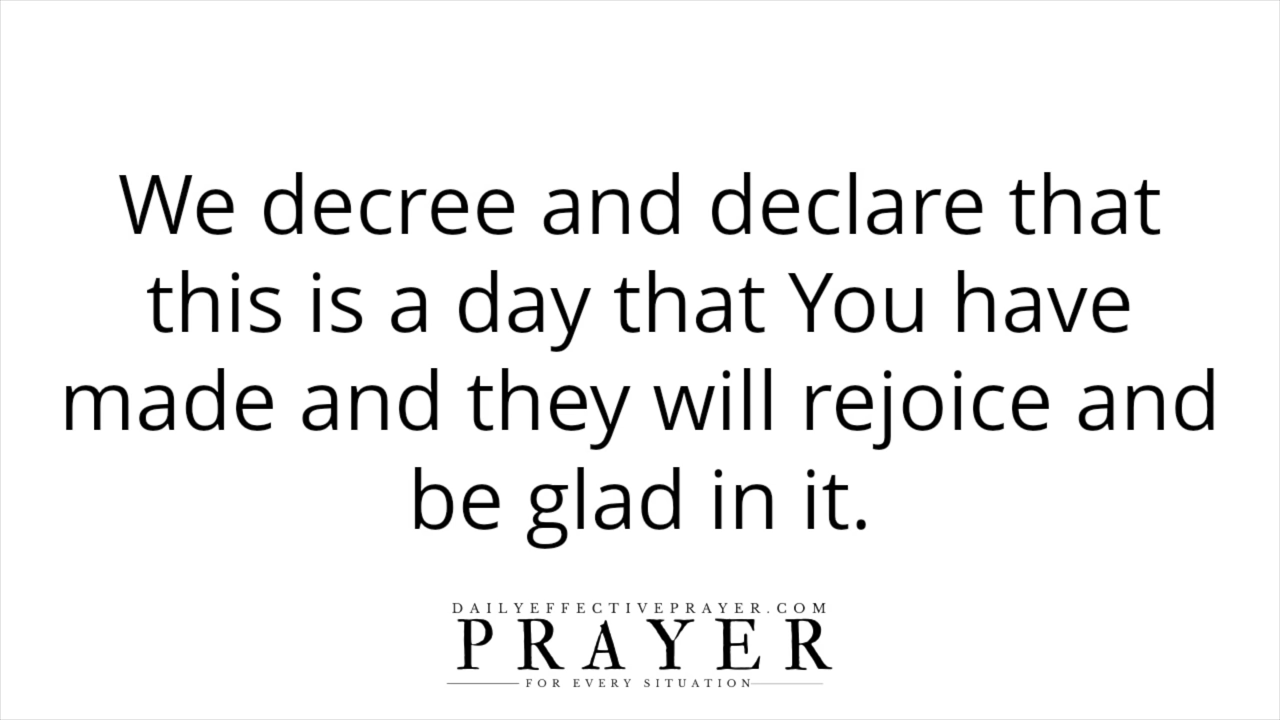 We decree and declare that
this is a day that You have
made and they will rejoice and
be glad in it.
DAILYEFFECTIVEPRAYER.COM
PRAYER
FOR EVERY SITUATION